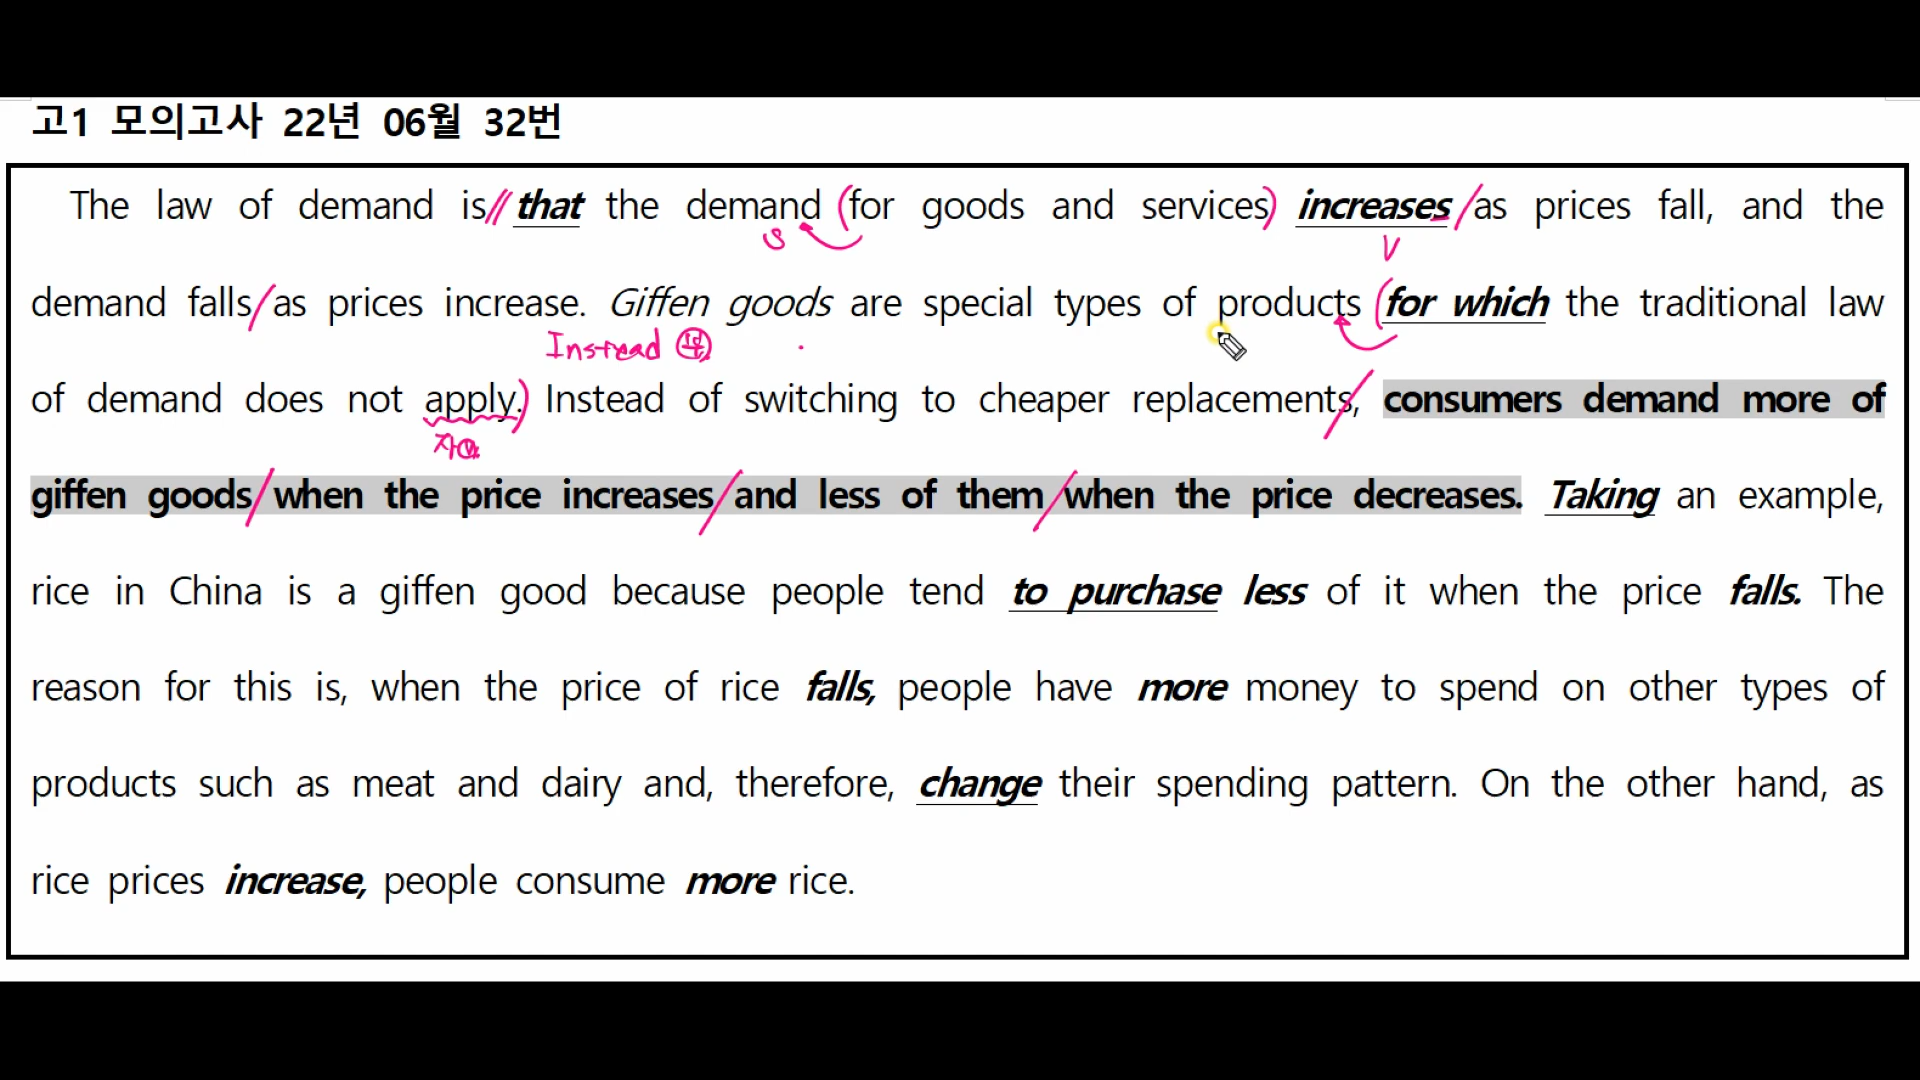 고1 모의고사 22년 06월 32번
The law of demand is that the demand for goods and services increases as prices fall, and the
S V
demand falls as prices increase. Giffen goods are special types of products for which the traditional law
Instead 부
of demand does not apply. Instead of switching to cheaper replacements, consumers demand more of
giffen goods when the price increases and less of them when the price decreases. Taking an example,
rice in China is a giffen good because people tend to purchase less of it when the price falls. The
reason for this is, when the price of rice falls, people have more money to spend on other types of
products such as meat and dairy and, therefore, change their spending pattern. On the other hand, as
rice prices increase, people consume more rice.